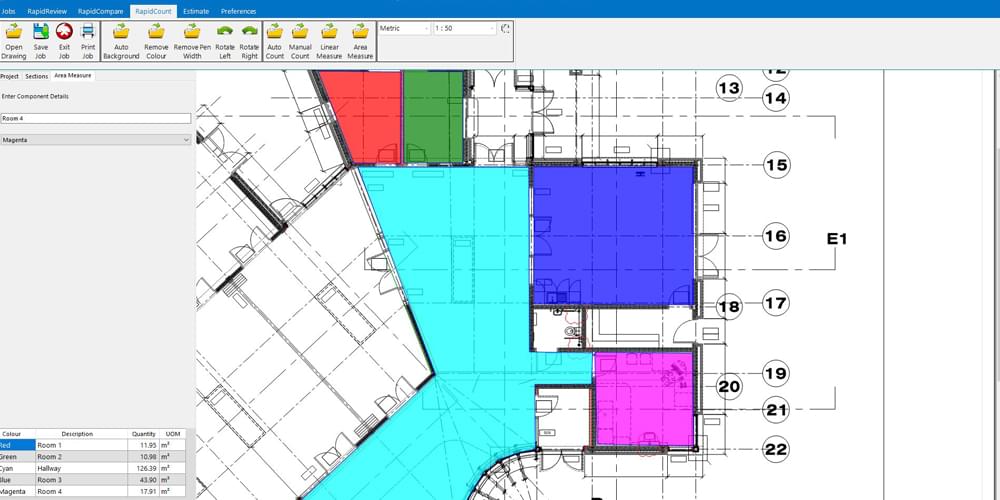 Jobs RapidReview RapidCompare RapidCount Estimate Preferences
Open Drawing Save Job Exit Job Print Job Auto Background Remove Colour Remove Pen Width Rotate Left Rotate Right Auto Count Manual Count Linear Measure Area Measure Metric 1 : 50
Project Sections Area Measure
Enter Component Details
Room 4
Magenta
13
14
15
16
E1
17
18
19
20
21
22
Colour Description Quantity UOM
Red Room 1 11.95 m²
Green Room 2 10.98 m²
Cyan Hallway 126.39 m²
Blue Room 3 43.90 m²
Magenta Room 4 17.91 m²